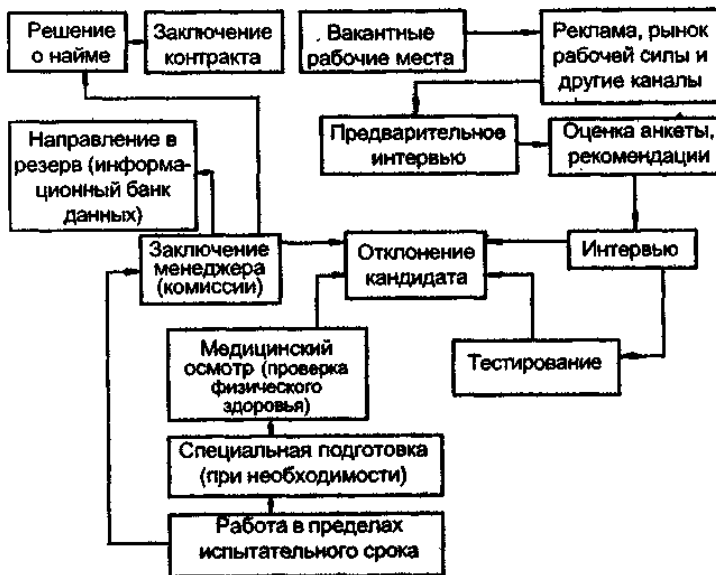 Решение
о найме
Заключение
контракта
Вакантные
рабочие места
Реклама, рынок
рабочей силы и
другие каналы
Направление в
резерв (информа-
ционный банк
данных)
Предварительное
интервью
Оценка анкеты,
рекомендации
Заключение
менеджера
(комиссии)
Отклонение
кандидата
Интервью
Медицинский
осмотр (проверка
физического
здоровья)
Тестирование
Специальная подготовка
(при необходимости)
Работа в пределах
испытательного срока